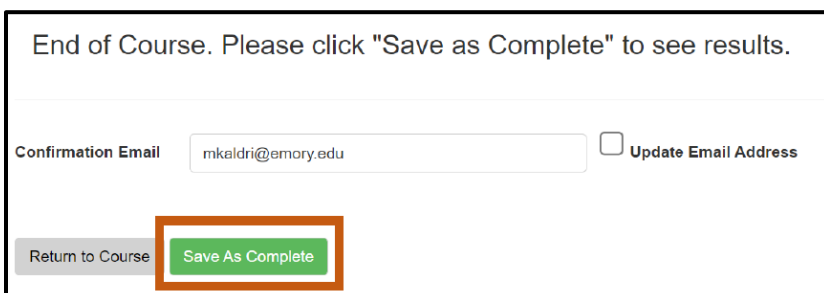 End of Course. Please click "Save as Complete" to see results.
Confirmation Email mkaldri@emory.edu Update Email Address
Return to Course Save As Complete